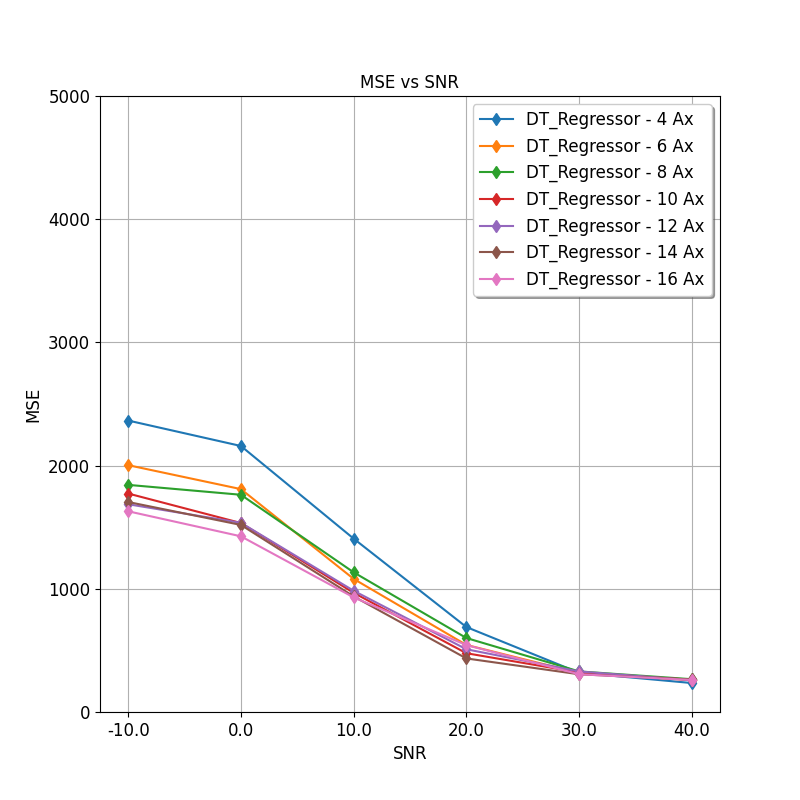 MSE vs SNR
5000
4000
3000
2000
1000
0
MSE
DT_Regressor - 4 Ax
DT_Regressor - 6 Ax
DT_Regressor - 8 Ax
DT_Regressor - 10 Ax
DT_Regressor - 12 Ax
DT_Regressor - 14 Ax
DT_Regressor - 16 Ax
-10.0 0.0 10.0 20.0 30.0 40.0
SNR